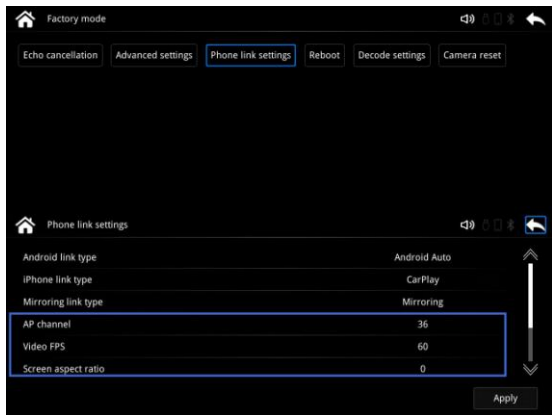 Factory mode
Echo cancellation Advanced settings Phone link settings Reboot Decode settings Camera reset
Phone link settings
Android link type Android Auto
iPhone link type CarPlay
Mirroring link type Mirroring
AP channel 36
Video FPS 60
Screen aspect ratio 0
Apply